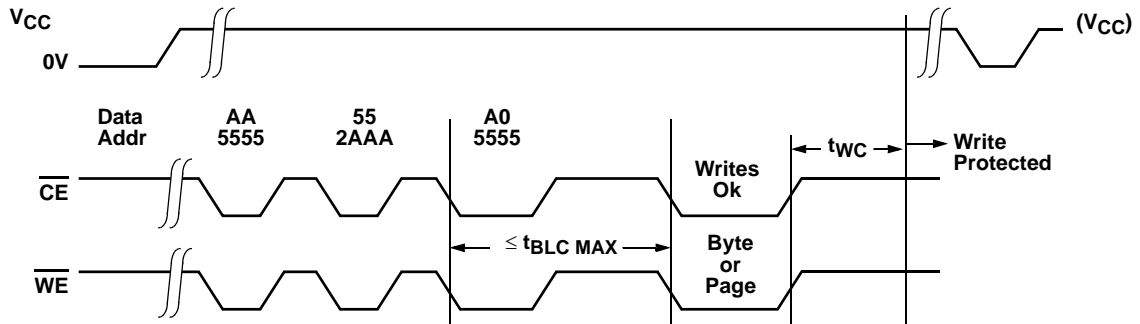 VCC
(VCC)
0V
Data AA 55 A0
Addr 5555 2AAA 5555
tWC
Write
Protected
CE
Writes
Ok
≤ tBLC MAX
Byte
or
Page
WE